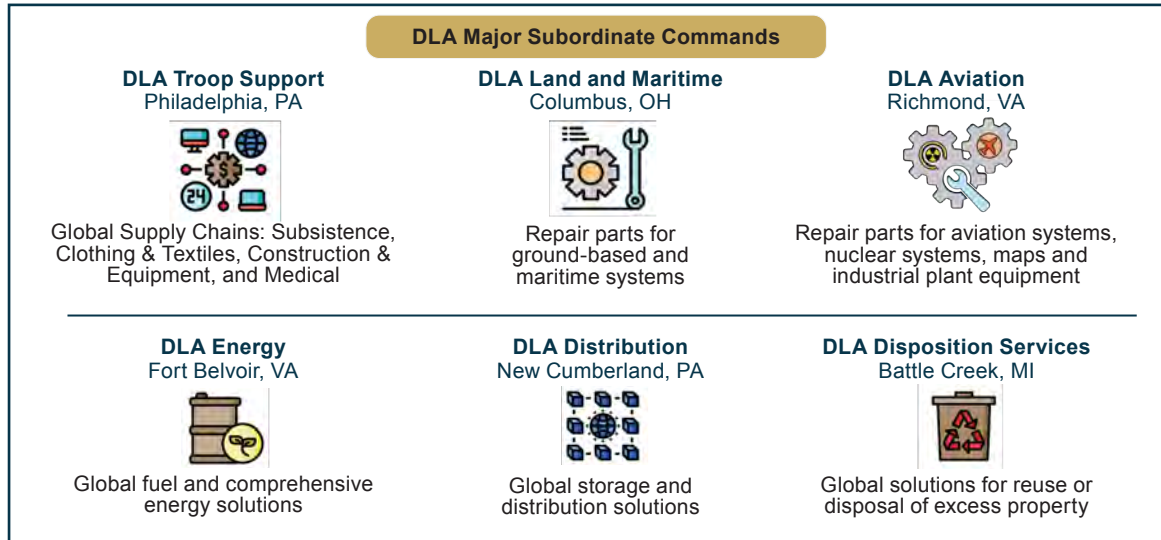 DLA Major Subordinate Commands
DLA Troop Support
Philadelphia, PA
24
$
Global Supply Chains: Subsistence,
Clothing & Textiles, Construction &
Equipment, and Medical
DLA Land and Maritime
Columbus, OH
Repair parts for
ground-based and
maritime systems
DLA Aviation
Richmond, VA
Repair parts for aviation systems,
nuclear systems, maps and
industrial plant equipment
DLA Energy
Fort Belvoir, VA
Global fuel and comprehensive
energy solutions
DLA Distribution
New Cumberland, PA
Global storage and
distribution solutions
DLA Disposition Services
Battle Creek, MI
Global solutions for reuse or
disposal of excess property